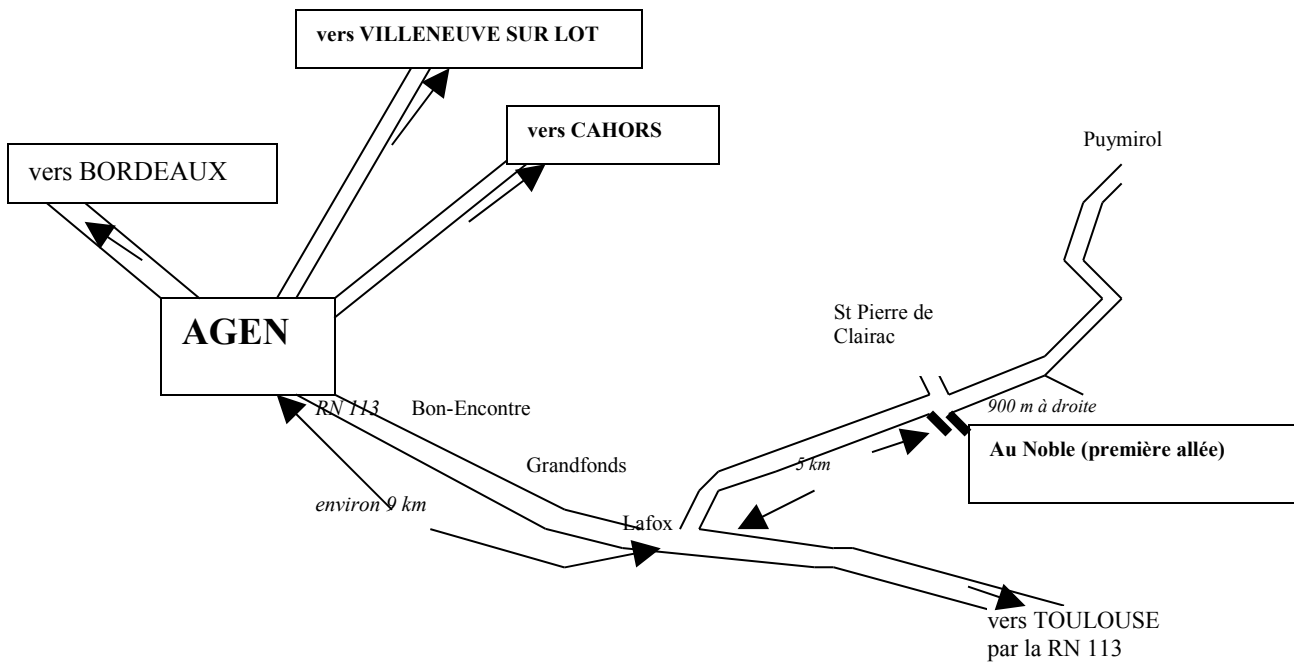 vers VILLENEUVE SUR LOT
vers CAHORS
Puymirol
vers BORDEAUX
St Pierre de
Clairac
AGEN
RN 113
Bon-Encontre
900 m à droite
Au Noble (première allée)
Grandfonds
5 km
environ 9 km
Lafox
vers TOULOUSE
par la RN 113